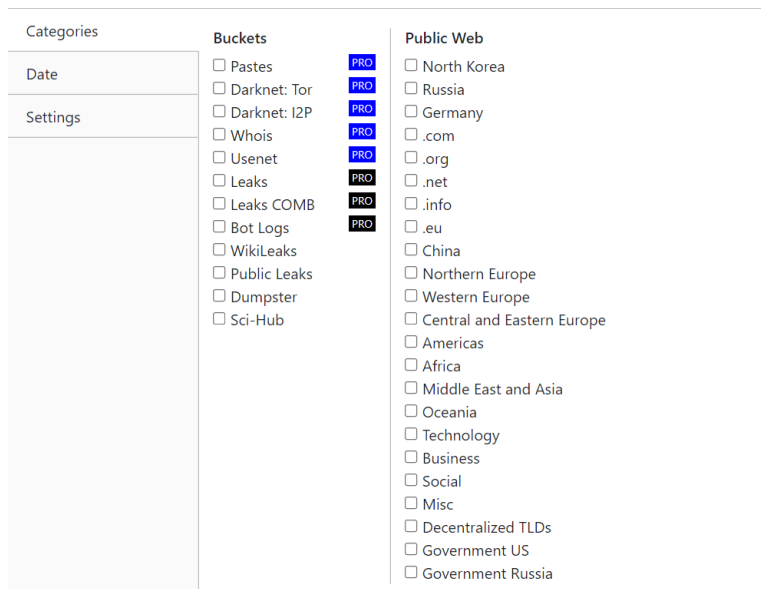 Categories
Date
Settings
Buckets
Pastes PRO
Darknet: Tor PRO
Darknet: I2P PRO
Whois PRO
Usenet PRO
Leaks PRO
Leaks COMB PRO
Bot Logs PRO
WikiLeaks
Public Leaks
Dumpster
Sci-Hub
Public Web
North Korea
Russia
Germany
.com
.org
.net
.info
.eu
China
Northern Europe
Western Europe
Central and Eastern Europe
Americas
Africa
Middle East and Asia
Oceania
Technology
Business
Social
Misc
Decentralized TLDs
Government US
Government Russia